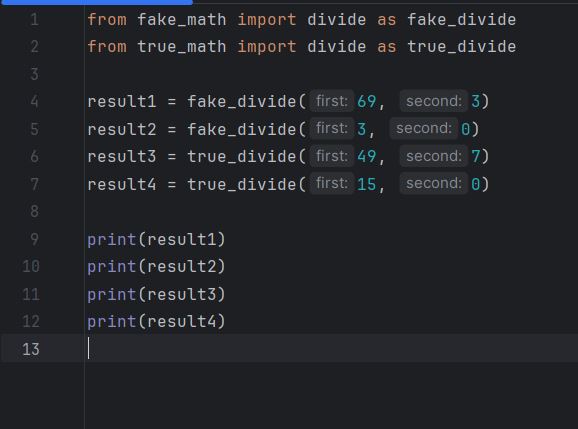 1 from fake_math import divide as fake_divide
2 from true_math import divide as true_divide
3
4 result1 = fake_divide( first: 69, second: 3)
5 result2 = fake_divide( first: 3, second: 0)
6 result3 = true_divide( first: 49, second: 7)
7 result4 = true_divide( first: 15, second: 0)
8
9 print(result1)
10 print(result2)
11 print(result3)
12 print(result4)
13